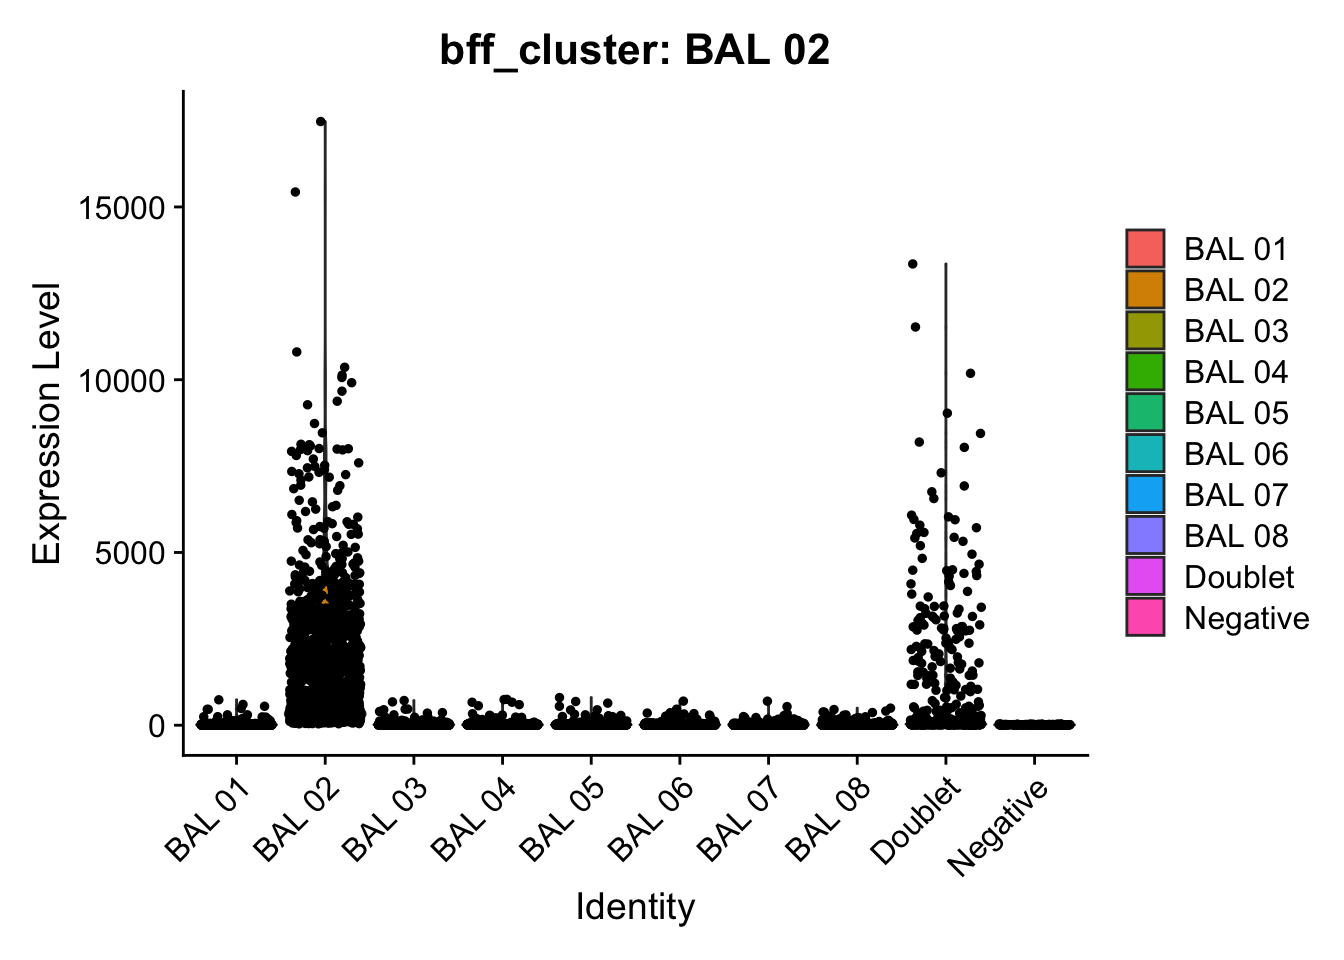 bff_cluster: BAL 02
Expression Level
15000
10000
5000
0
BAL 01
BAL 02
BAL 03
BAL 04
BAL 05
BAL 06
BAL 07
BAL 08
Doublet
Negative
Identity
BAL 01
BAL 02
BAL 03
BAL 04
BAL 05
BAL 06
BAL 07
BAL 08
Doublet
Negative